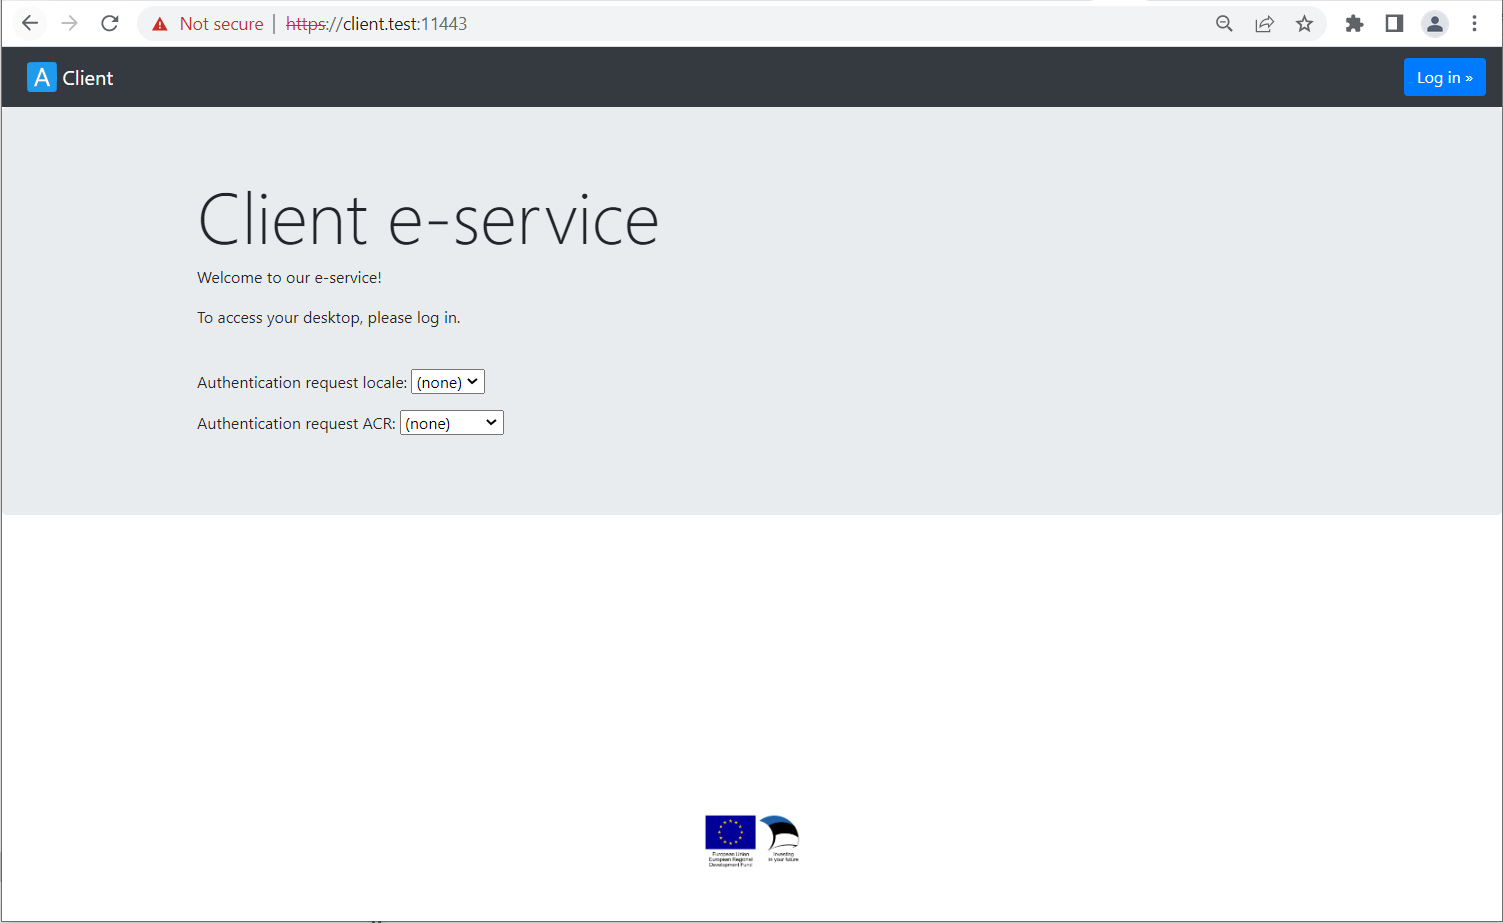 Not secure | https://client.test:11443
A Client
Log in »
Client e-service
Welcome to our e-service!
To access your desktop, please log in.
Authentication request locale: (none)
Authentication request ACR: (none)
European Union
European Regional
Development Fund
Investing
in your future